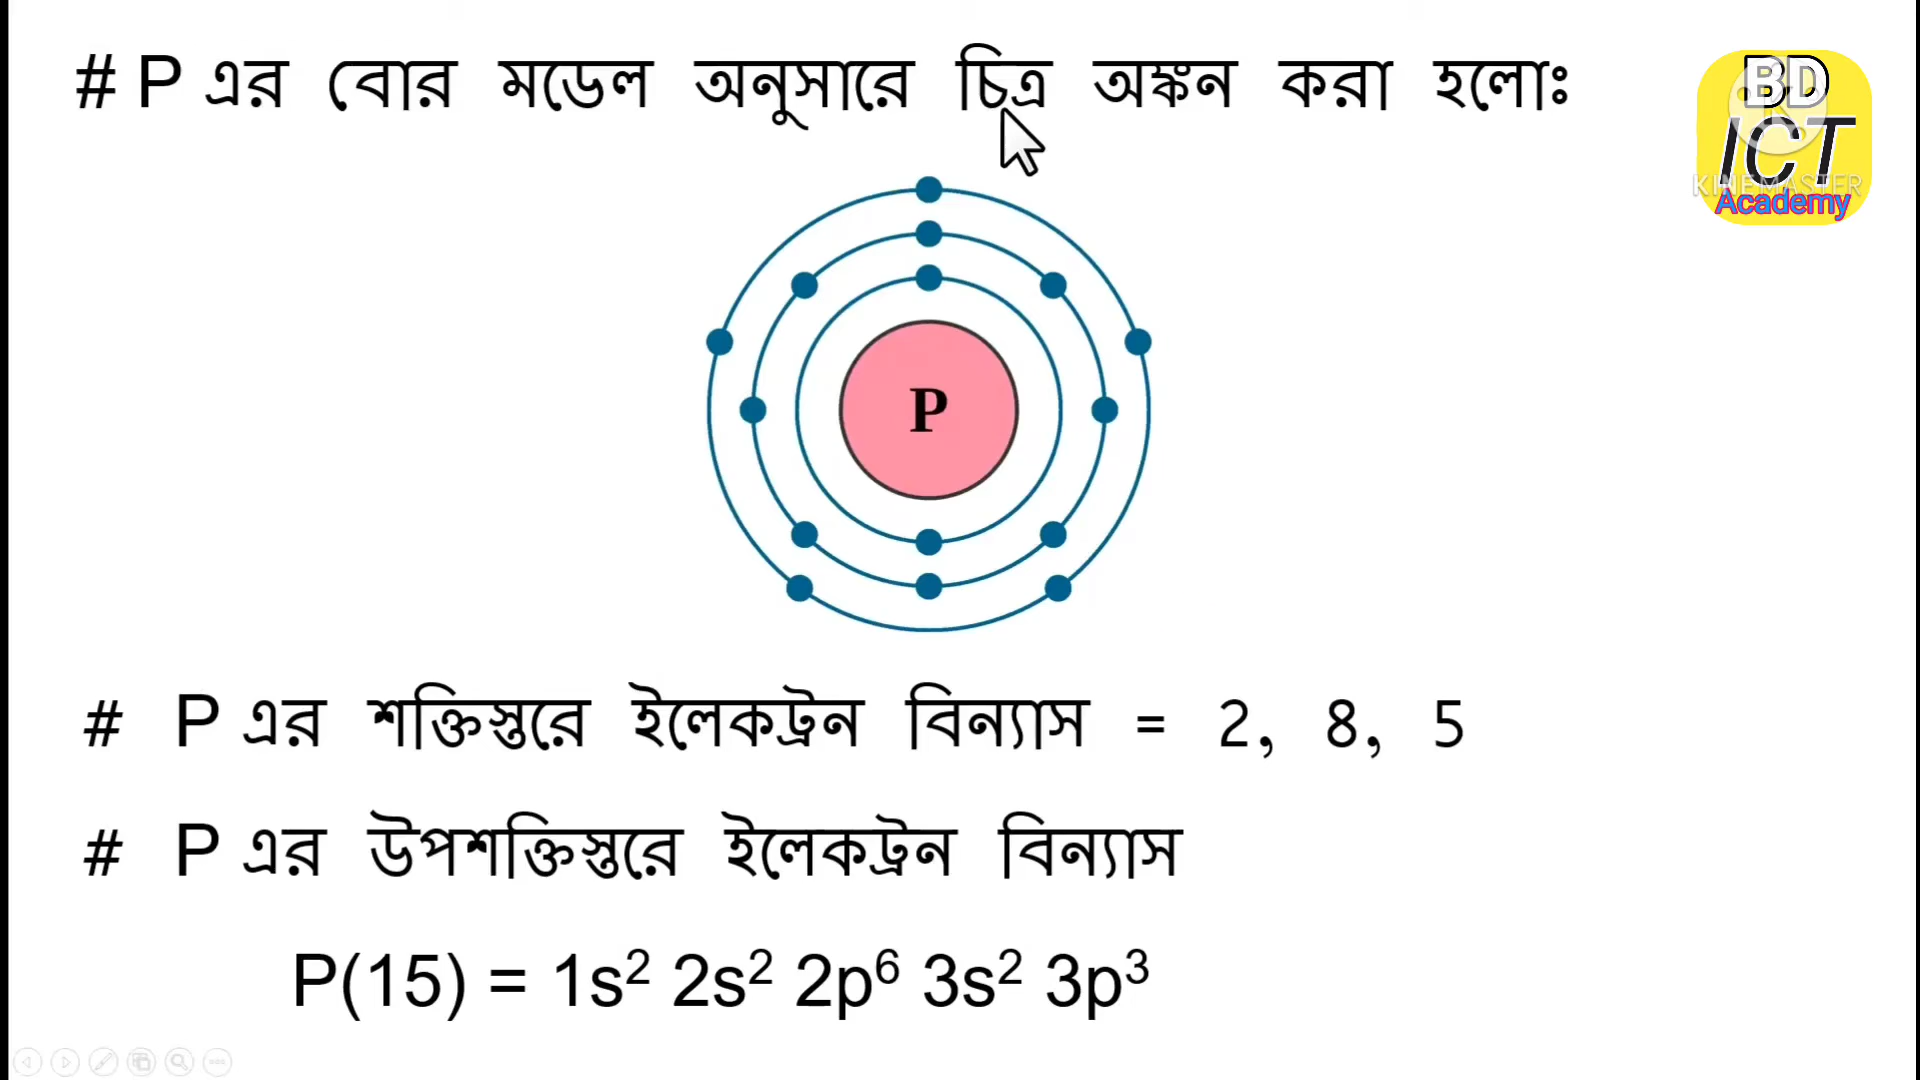 # P এর বোর মডেল অনুসারে চিত্র অঙ্কন করা হলোঃ
BD
ICT
KINEMASTER
Academy
P
# P এর শক্তিস্তরে ইলেকট্রন বিন্যাস = 2, 8, 5
# P এর উপশক্তিস্তরে ইলেকট্রন বিন্যাস
P(15) = 1s² 2s² 2p⁶ 3s² 3p³